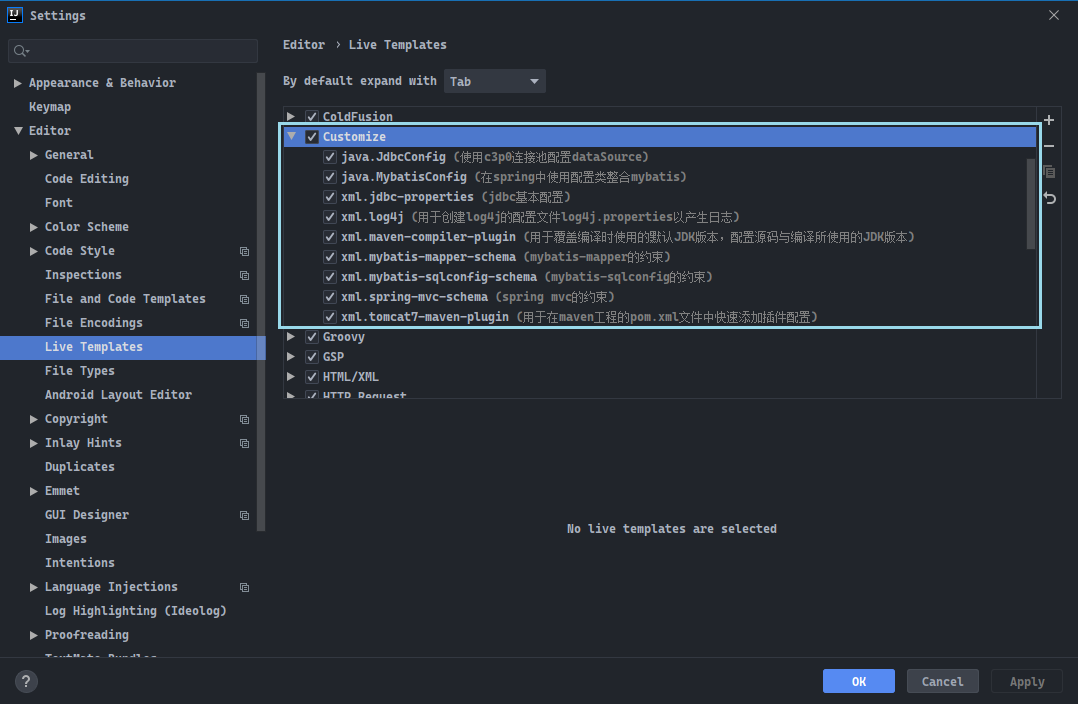 Settings
Appearance & Behavior
Keymap
Editor
General
Code Editing
Font
Color Scheme
Code Style
Inspections
File and Code Templates
File Encodings
Live Templates
File Types
Android Layout Editor
Copyright
Inlay Hints
Duplicates
Emmet
GUI Designer
Images
Intentions
Language Injections
Log Highlighting (Ideolog)
Proofreading
TextMate Bundles
Editor › Live Templates
By default expand with Tab
ColdFusion
Customize
java.JdbcConfig (使用c3p0连接池配置dataSource)
java.MybatisConfig (在spring中使用配置类整合mybatis)
xml.jdbc-properties (jdbc基本配置)
xml.log4j (用于创建log4j的配置文件log4j.properties以产生日志)
xml.maven-compiler-plugin (用于覆盖编译时使用的默认JDK版本，配置源码与编译所使用的JDK版本)
xml.mybatis-mapper-schema (mybatis-mapper的约束)
xml.mybatis-sqlconfig-schema (mybatis-sqlconfig的约束)
xml.spring-mvc-schema (spring mvc的约束)
xml.tomcat7-maven-plugin (用于在maven工程的pom.xml文件中快速添加插件配置)
Groovy
GSP
HTML/XML
HTTP Request
No live templates are selected
?
OK
Cancel
Apply